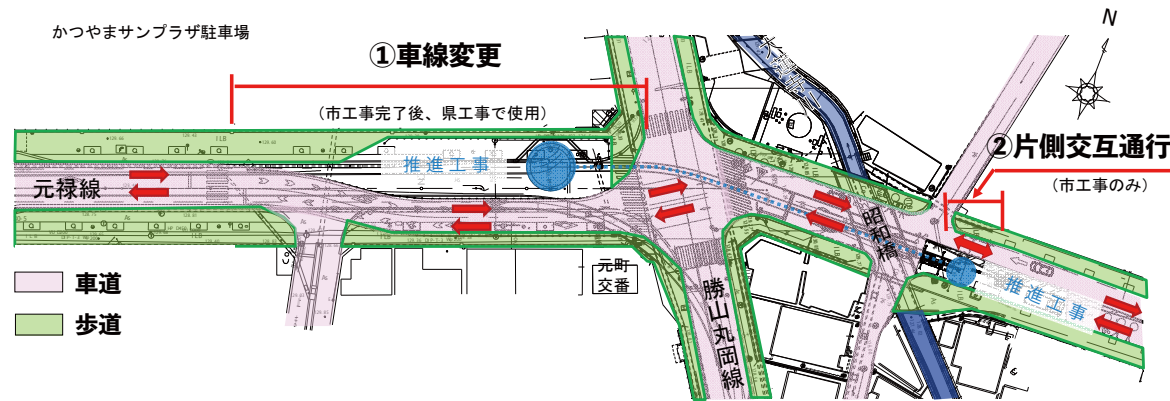 かつやまサンプラザ駐車場
N
①車線変更
(市工事完了後、県工事で使用)
②片側交互通行
(市工事のみ)
推進工事
元禄線
昭和橋
元町
交番
推進工事
勝山丸岡線
車道
歩道